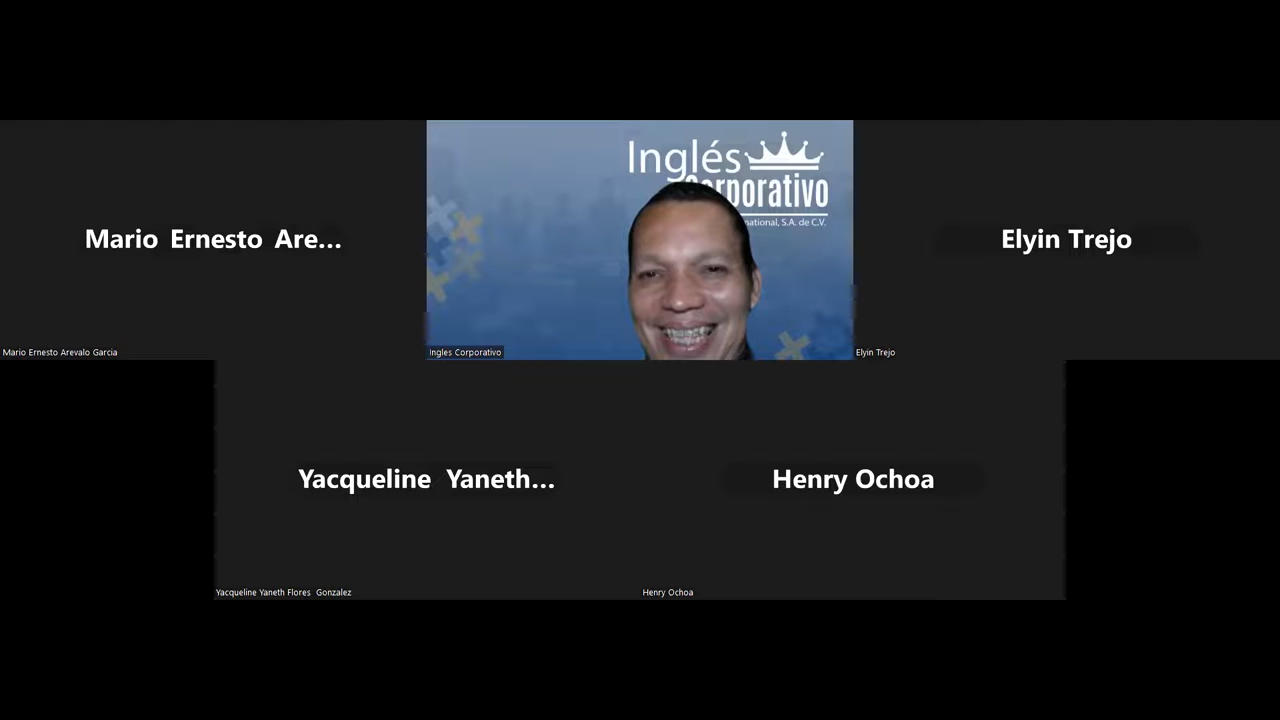 Mario Ernesto Are...
Inglés
Corporativo
national, S.A. de C.V.
Elyin Trejo
Mario Ernesto Arevalo Garcia
Ingles Corporativo
Elyin Trejo
Yacqueline Yaneth...
Henry Ochoa
Yacqueline Yaneth Flores Gonzalez
Henry Ochoa